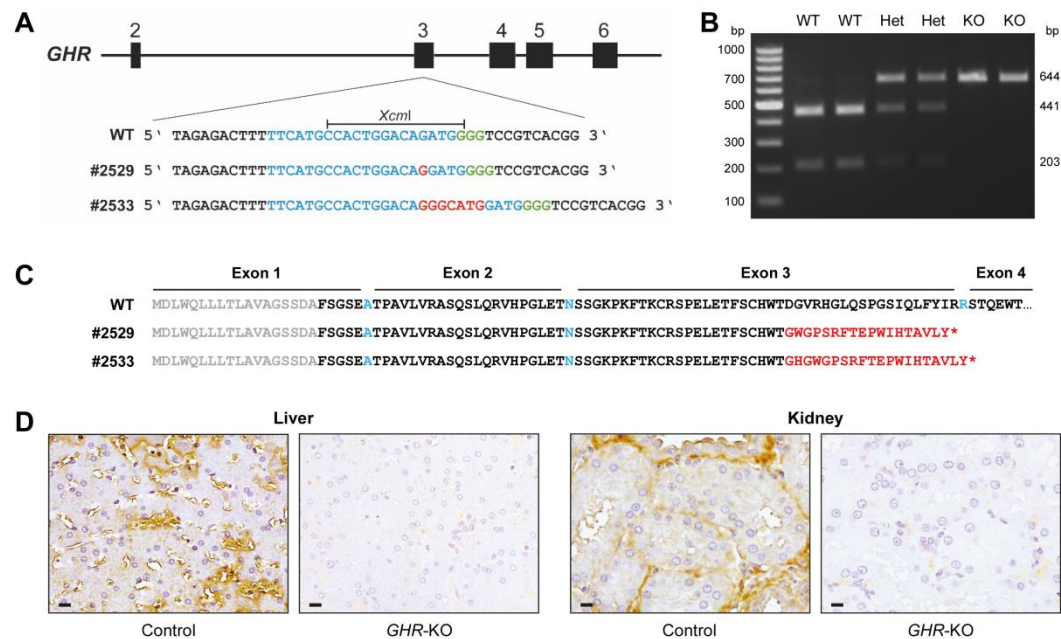 A
2 3 4 5 6
GHR
XcmI
WT 5' TAGAGACTTTTTCATGCCACTGGACAGATGGGGTCCGTCACGG 3'
#2529 5' TAGAGACTTTTTCATGCCACTGGACAGGATGGGGTCCGTCACGG 3'
#2533 5' TAGAGACTTTTTCATGCCACTGGACAGGGCATGGATGGGGTCCGTCACGG 3'
B
WT WT Het Het KO KO
bp bp
1000
700 644
500 441
300
200 203
100
C
Exon 1 Exon 2 Exon 3 Exon 4
WT MDLWQLLLTLAVAGSSDAFSGSEATPAVLVRASQSLQRVHPGLETNSSGKPKFTKCRSPELETFSCHWTDGVRHGLQSPGSIQLFYIRRSTQEWT...
#2529 MDLWQLLLTLAVAGSSDAFSGSEATPAVLVRASQSLQRVHPGLETNSSGKPKFTKCRSPELETFSCHWTGWGPSRFTEPWIHTAVLY*
#2533 MDLWQLLLTLAVAGSSDAFSGSEATPAVLVRASQSLQRVHPGLETNSSGKPKFTKCRSPELETFSCHWTGHGWGPSRFTEPWIHTAVLY*
D
Liver Kidney
Control GHR-KO Control GHR-KO